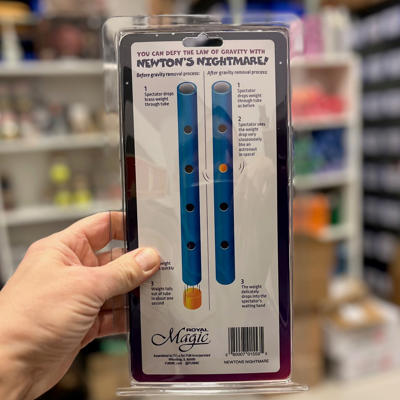 YOU CAN DEFY THE LAW OF GRAVITY WITH
NEWTON'S NIGHTMARE!
Before gravity removal process:
After gravity removal process:
1
Spectator drops
brass weight
through tube
1
Spectator
drops weight
through tube
as before
2
Spectator sees
the weight
drop very
slowly
like an
astronaut
in space!
weight
quickly
3
Weight falls
out of tube
in about one
second
3
The weight
delicately
drops into the
spectator's
waiting hand
ROYAL
Magic
NEWTONS NIGHTMARE